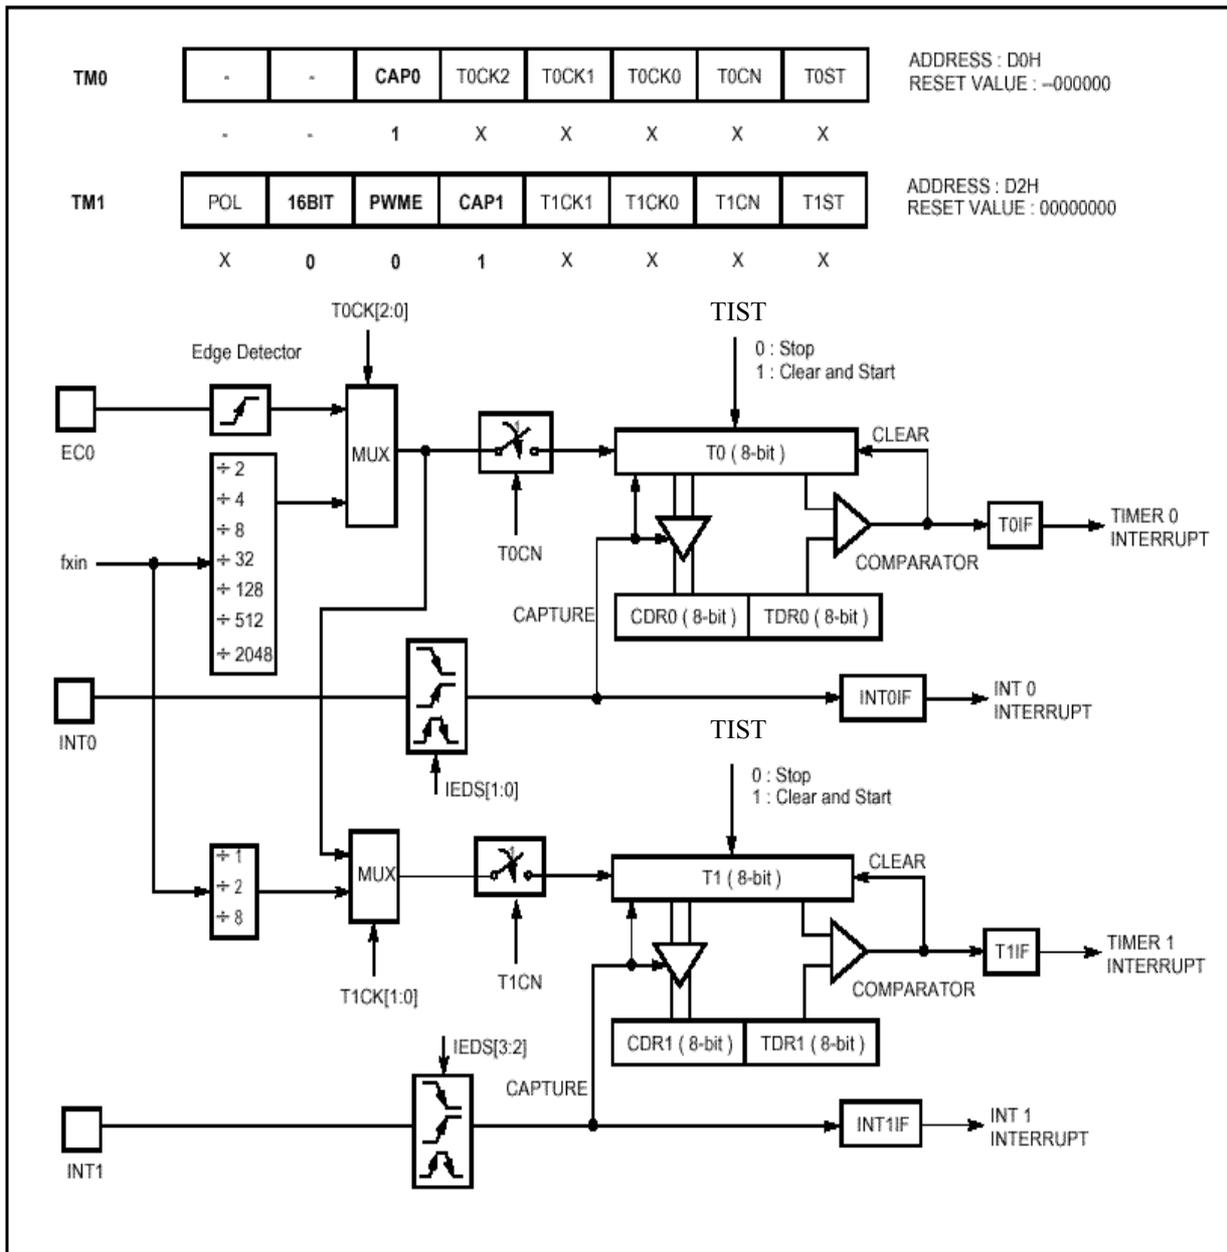 TM0 - - CAP0 T0CK2 T0CK1 T0CK0 T0CN T0ST
ADDRESS : D0H
RESET VALUE : --000000
- - 1 X X X X X
TM1 POL 16BIT PWME CAP1 T1CK1 T1CK0 T1CN T1ST
ADDRESS : D2H
RESET VALUE : 00000000
X 0 0 1 X X X X
T0CK[2:0]
TIST
0 : Stop
1 : Clear and Start
Edge Detector
EC0
MUX
T0 ( 8-bit )
CLEAR
÷ 2
÷ 4
÷ 8
÷ 32
÷ 128
÷ 512
÷ 2048
fxin
T0CN
COMPARATOR
T0IF
TIMER 0
INTERRUPT
CAPTURE
CDR0 ( 8-bit )
TDR0 ( 8-bit )
INT0
IEDS[1:0]
INT0IF
INT 0
INTERRUPT
TIST
0 : Stop
1 : Clear and Start
÷ 1
÷ 2
÷ 8
MUX
T1 ( 8-bit )
CLEAR
T1CK[1:0]
T1CN
COMPARATOR
T1IF
TIMER 1
INTERRUPT
CDR1 ( 8-bit )
TDR1 ( 8-bit )
IEDS[3:2]
CAPTURE
INT1
INT1IF
INT 1
INTERRUPT